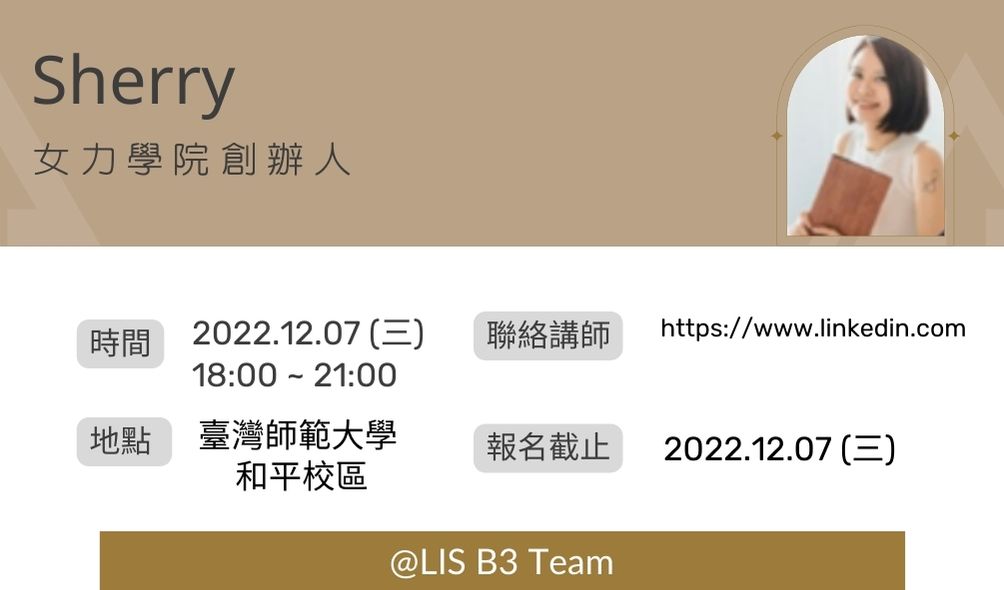 Sherry
女力學院創辦人
時間
2022.12.07 (三)
18:00 ~ 21:00
地點
臺灣師範大學
和平校區
聯絡講師
https://www.linkedin.com
報名截止
2022.12.07 (三)
@LIS B3 Team